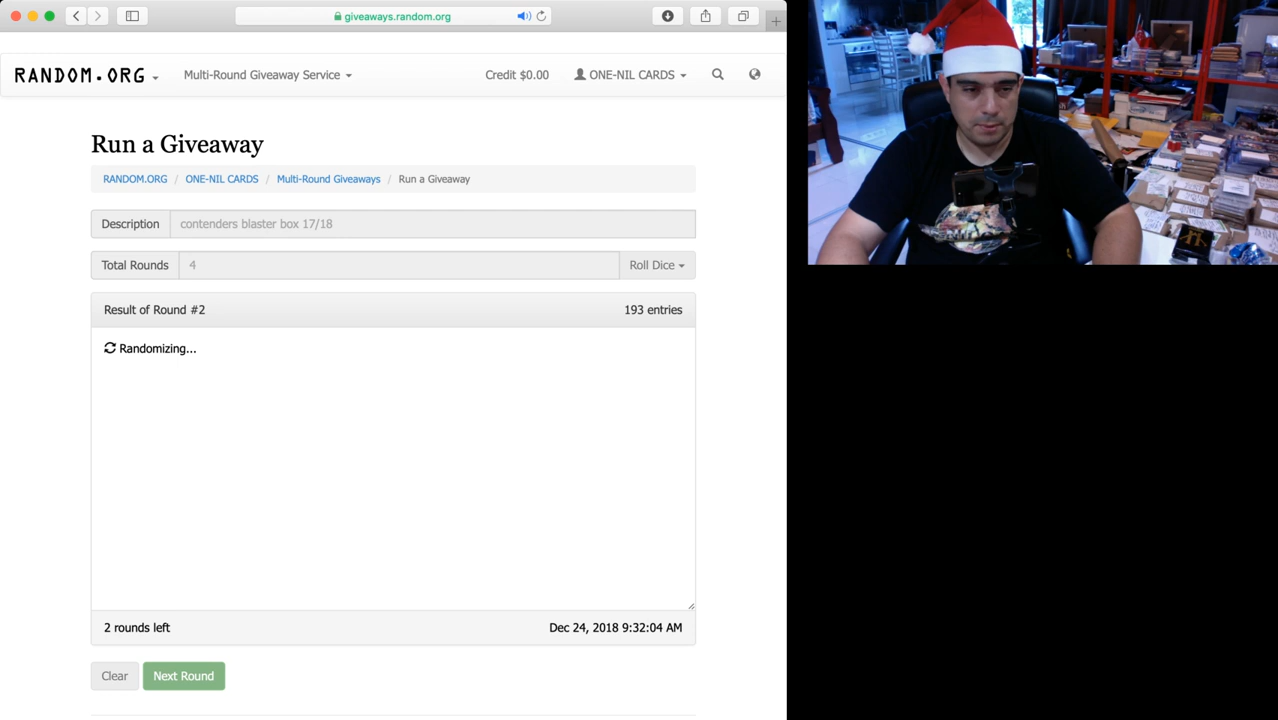 giveaways.random.org
RANDOM.ORG
Multi-Round Giveaway Service
Credit $0.00
ONE-NIL CARDS
Run a Giveaway
RANDOM.ORG / ONE-NIL CARDS / Multi-Round Giveaways / Run a Giveaway
Description
contenders blaster box 17/18
Total Rounds
4
Roll Dice
Result of Round #2
193 entries
Randomizing...
2 rounds left
Dec 24, 2018 9:32:04 AM
Clear
Next Round